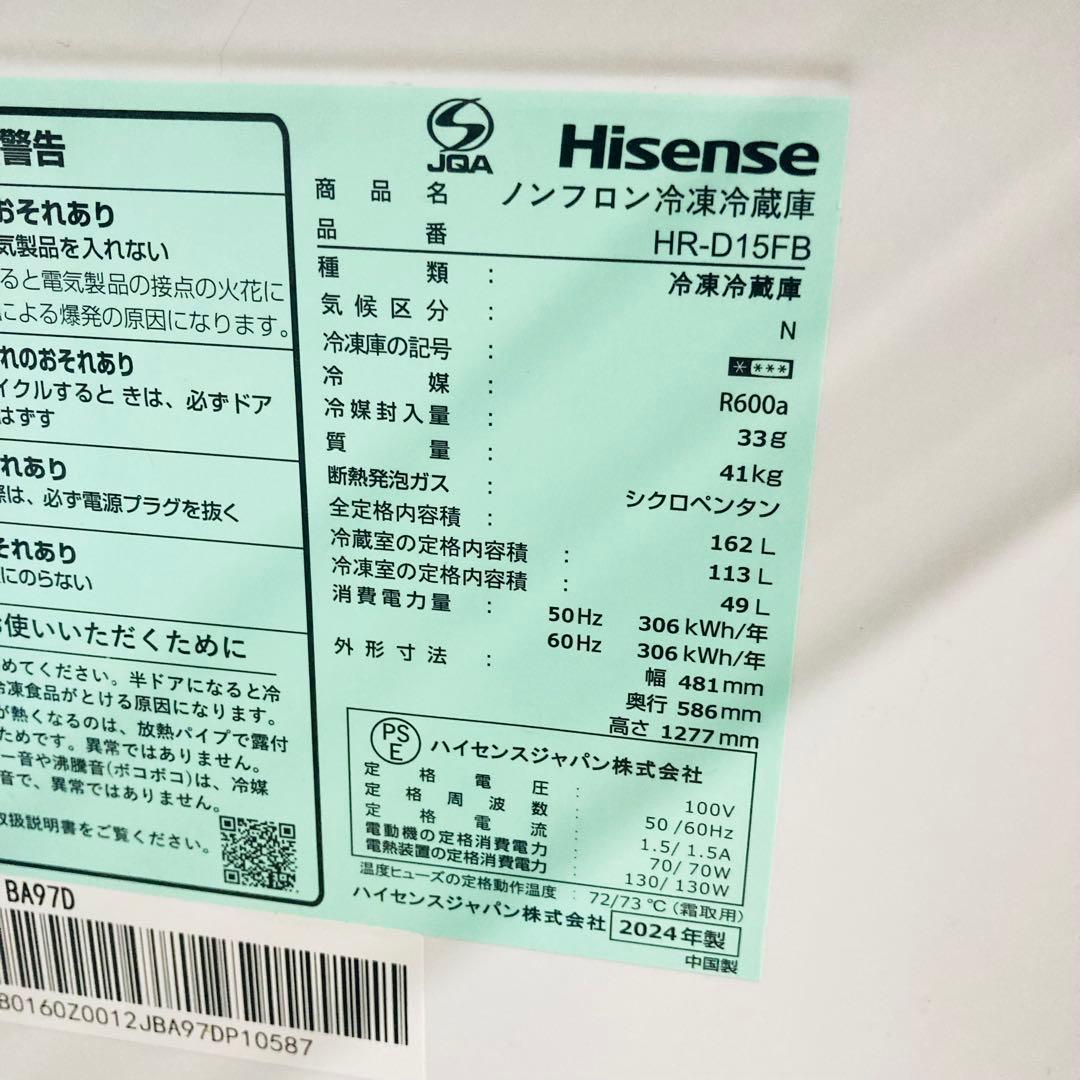 警告
おそれあり
気製品を入れない
ると電気製品の接点の火花に
による爆発の原因になります。
れのおそれあり
イクルするときは、必ずドア
はずす
れあり
際は、必ず電源プラグを抜く
それあり
にのらない
お使いいただくために
めてください。半ドアになると冷
冷凍食品がとける原因になります。
が熱くなるのは、放熱パイプで露付
ためです。異常ではありません。
ー音や沸騰音(ボコボコ)は、冷媒
音で、異常ではありません。
取扱説明書をご覧ください。
BA97D
B0160Z0012JBA97DP10587
JQA
Hisense
商品名 ノンフロン冷凍冷蔵庫
品番 HR-D15FB
種類 : 冷凍冷蔵庫
気候区分 : N
冷凍庫の記号 : * ***
冷媒 : R600a
冷媒封入量 : 33g
質量 : 41kg
断熱発泡ガス : シクロペンタン
全定格内容積 : 162 L
冷蔵室の定格内容積 : 113 L
冷凍室の定格内容積 : 49 L
消費電力量 : 50Hz 306 kWh/年
60Hz 306 kWh/年
外形寸法 : 幅 481mm
奥行 586mm
高さ 1277mm
PSE ハイセンスジャパン株式会社
定格電圧 : 100V
定格周波数 : 50/60Hz
定格電流 : 1.5/1.5A
電動機の定格消費電力 : 70/70W
電熱装置の定格消費電力 : 130/130W
温度ヒューズの定格動作温度 : 72/73℃(霜取用)
ハイセンスジャパン株式会社 2024年製
中国製